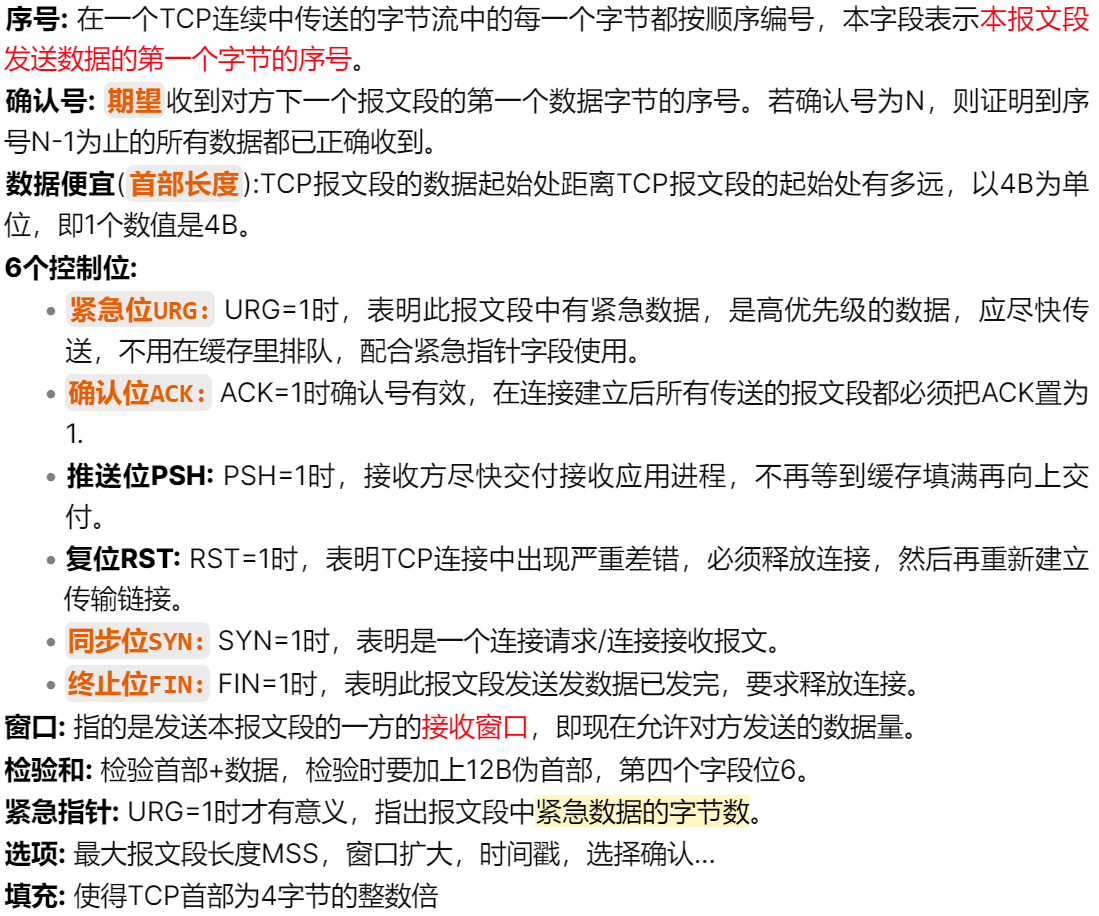 序号: 在一个TCP连续中传送的字节流中的每一个字节都按顺序编号，本字段表示本报文段
发送数据的第一个字节的序号。
确认号: 期望收到对方下一个报文段的第一个数据字节的序号。若确认号为N，则证明到序
号N-1为止的所有数据都已正确收到。
数据便宜(首部长度):TCP报文段的数据起始处距离TCP报文段的起始处有多远，以4B为单
位，即1个数值是4B。
6个控制位:
• 紧急位URG: URG=1时，表明此报文段中有紧急数据，是高优先级的数据，应尽快传
送，不用在缓存里排队，配合紧急指针字段使用。
• 确认位ACK: ACK=1时确认号有效，在连接建立后所有传送的报文段都必须把ACK置为
1.
• 推送位PSH: PSH=1时，接收方尽快交付接收应用进程，不再等到缓存填满再向上交
付。
• 复位RST: RST=1时，表明TCP连接中出现严重差错，必须释放连接，然后再重新建立
传输链接。
• 同步位SYN: SYN=1时，表明是一个连接请求/连接接收报文。
• 终止位FIN: FIN=1时，表明此报文段发送发数据已发完，要求释放连接。
窗口: 指的是发送本报文段的一方的接收窗口，即现在允许对方发送的数据量。
检验和: 检验首部+数据，检验时要加上12B伪首部，第四个字段位6。
紧急指针: URG=1时才有意义，指出报文段中紧急数据的字节数。
选项: 最大报文段长度MSS，窗口扩大，时间戳，选择确认...
填充: 使得TCP首部为4字节的整数倍